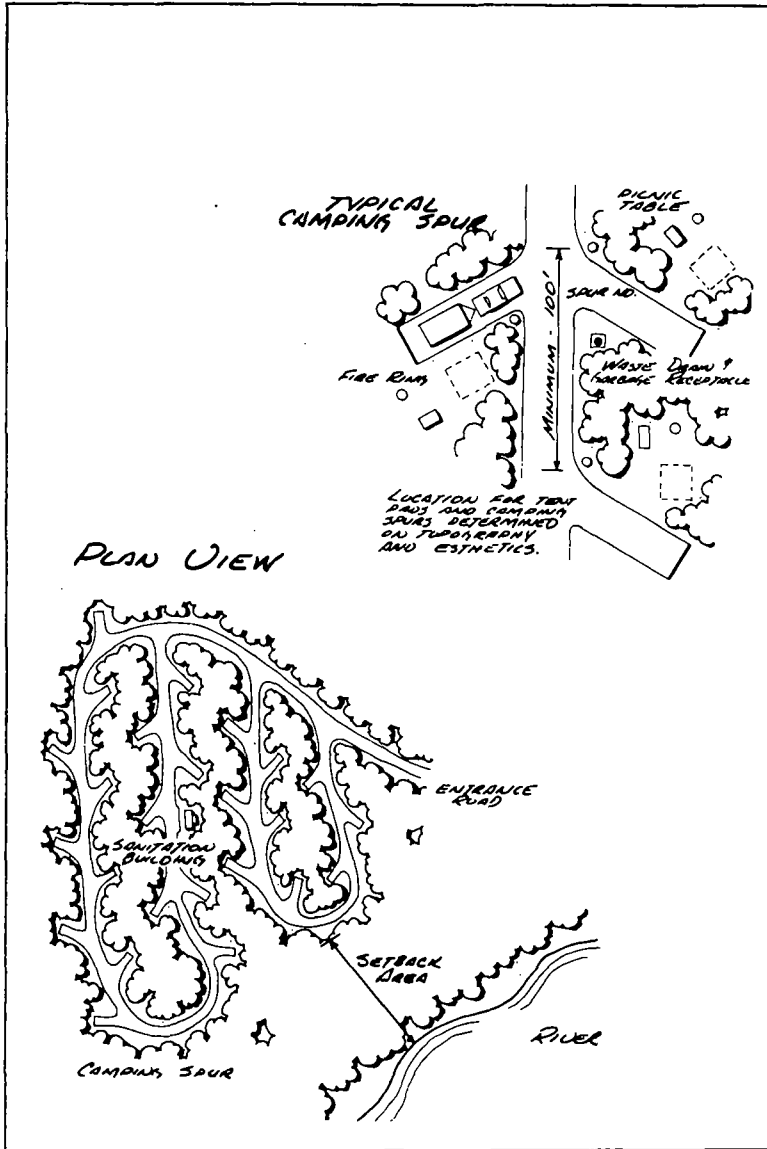 TYPICAL
CAMPING SPUR
PICNIC
TABLE
SPUR NO.
MINIMUM - 100'
FIRE RING
WASTE DRAIN &
GARBAGE RECEPTACLE
LOCATION FOR TENT
PADS AND CAMPING
SPURS DETERMINED
ON TOPOGRAPHY
AND ESTHETICS.
PLAN VIEW
ENTRANCE
ROAD
SANITATION
BUILDING
SETBACK
AREA
RIVER
CAMPING SPUR